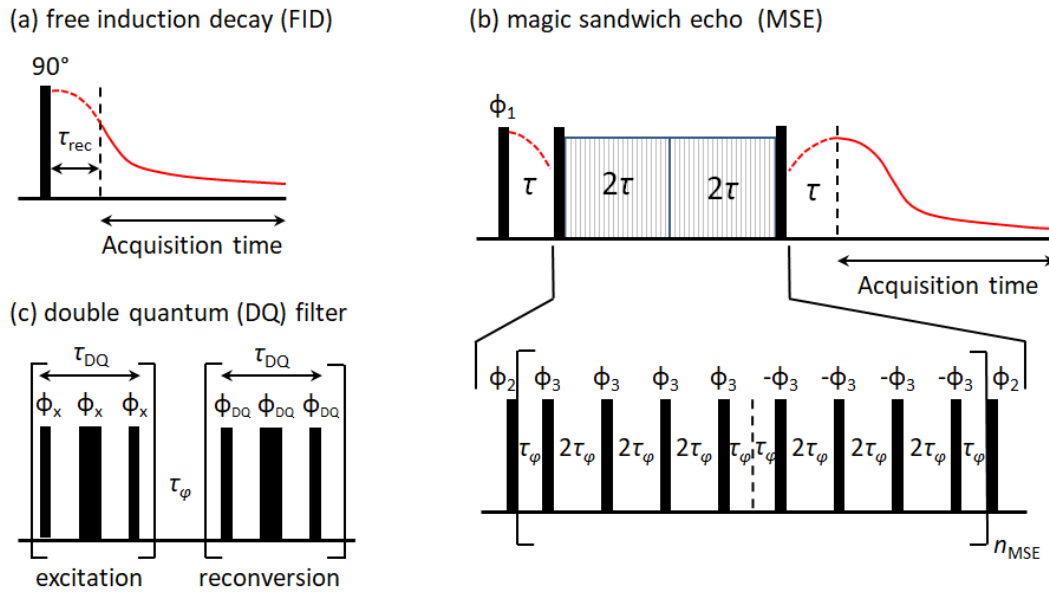 (a) free induction decay (FID)
90°
τrec
Acquisition time
(b) magic sandwich echo (MSE)
Φ1
τ 2τ 2τ τ
Acquisition time
Φ2 Φ3 Φ3 Φ3 Φ3 -Φ3 -Φ3 -Φ3 -Φ3 Φ2
τφ 2τφ 2τφ 2τφ τφ τφ 2τφ 2τφ 2τφ τφ
nMSE
(c) double quantum (DQ) filter
τDQ τDQ
Φx Φx Φx ΦDQ ΦDQ ΦDQ
τφ
excitation reconversion